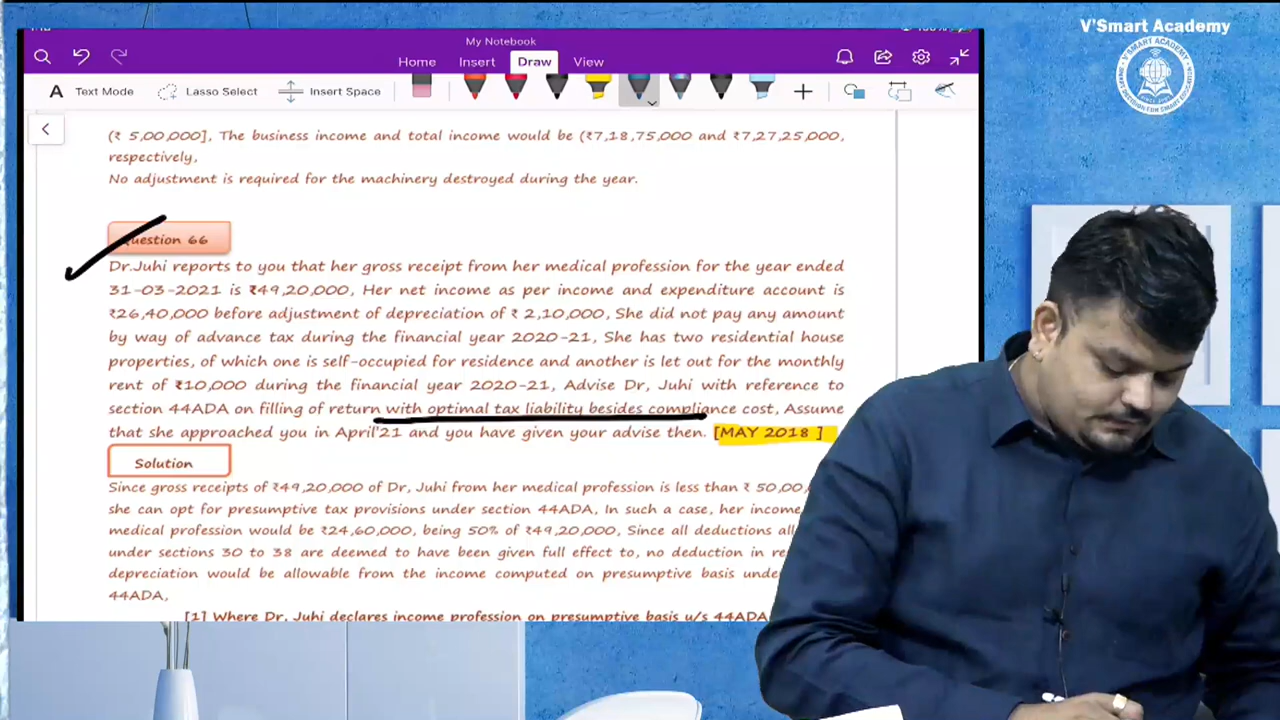 V'Smart Academy
My Notebook
Home Insert Draw View
Text Mode Lasso Select Insert Space
(₹ 5,00,000], The business income and total income would be (₹7,18,75,000 and ₹7,27,25,000,
respectively,
No adjustment is required for the machinery destroyed during the year.
Question 66
Dr.Juhi reports to you that her gross receipt from her medical profession for the year ended
31-03-2021 is ₹49,20,000, Her net income as per income and expenditure account is
₹26,40,000 before adjustment of depreciation of ₹ 2,10,000, She did not pay any amount
by way of advance tax during the financial year 2020-21, She has two residential house
properties, of which one is self-occupied for residence and another is let out for the monthly
rent of ₹10,000 during the financial year 2020-21, Advise Dr, Juhi with reference to
section 44ADA on filling of return with optimal tax liability besides compliance cost, Assume
that she approached you in April'21 and you have given your advise then. [MAY 2018 ]
Solution
Since gross receipts of ₹49,20,000 of Dr, Juhi from her medical profession is less than ₹ 50,00,
she can opt for presumptive tax provisions under section 44ADA, In such a case, her income
medical profession would be ₹24,60,000, being 50% of ₹49,20,000, Since all deductions
under sections 30 to 38 are deemed to have been given full effect to, no deduction in
depreciation would be allowable from the income computed on presumptive basis
44ADA,
[1] Where Dr. Juhi declares income profession on presumptive basis u/s 44ADA